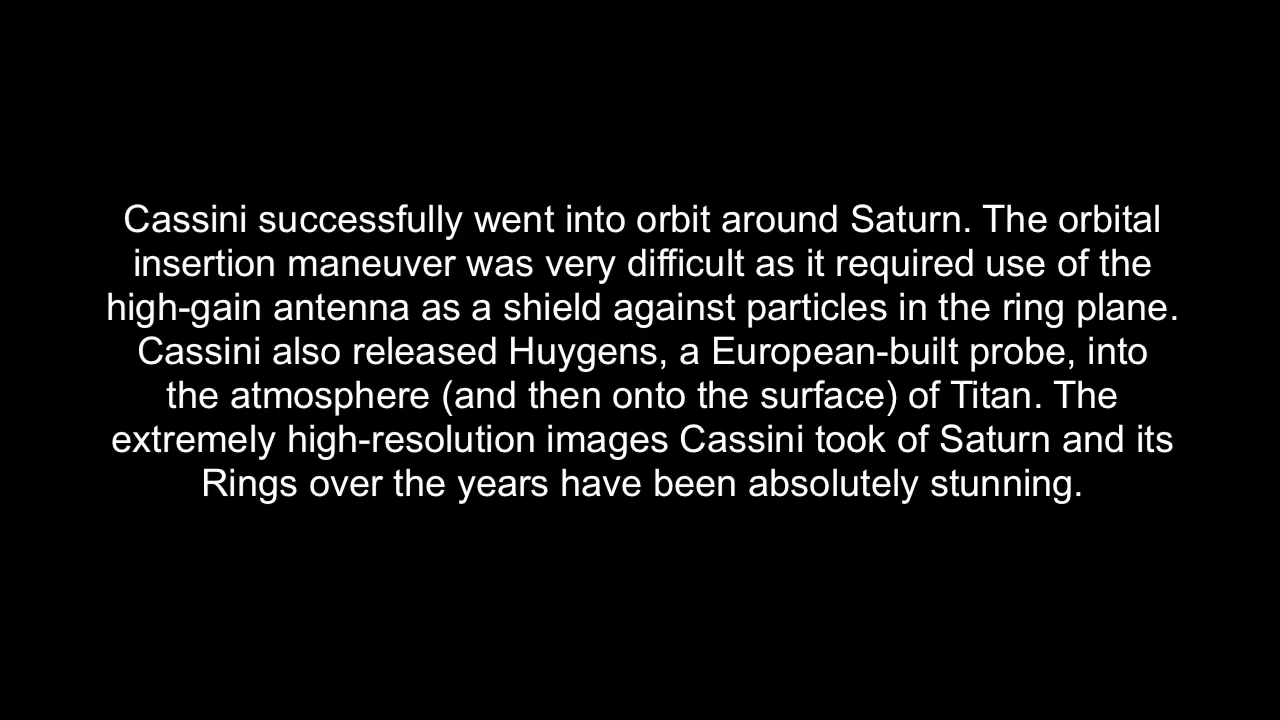 Cassini successfully went into orbit around Saturn. The orbital
insertion maneuver was very difficult as it required use of the
high-gain antenna as a shield against particles in the ring plane.
Cassini also released Huygens, a European-built probe, into
the atmosphere (and then onto the surface) of Titan. The
extremely high-resolution images Cassini took of Saturn and its
Rings over the years have been absolutely stunning.